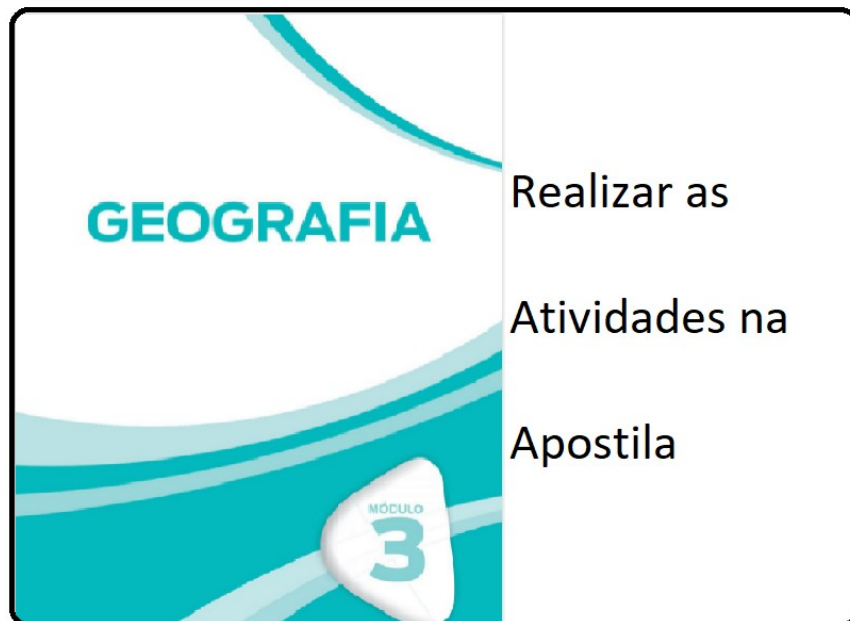 GEOGRAFIA
MÓDULO
3
Realizar as
Atividades na
Apostila